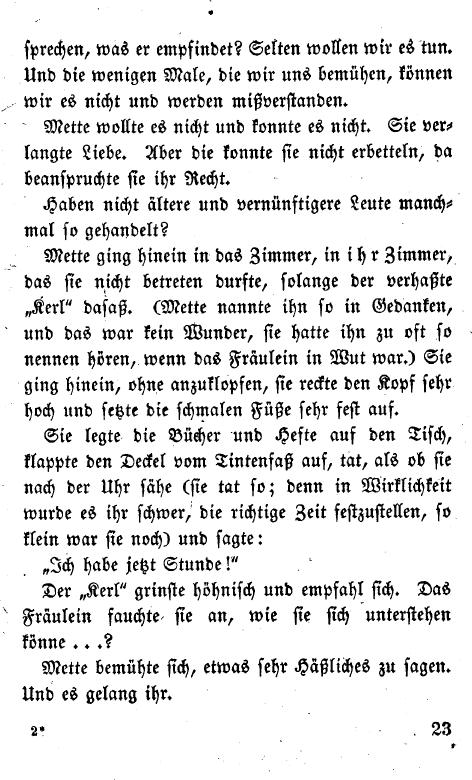 sprechen, was er empfindet? Selten wollen wir es tun.
Und die wenigen Male, die wir uns bemühen, können
wir es nicht und werden mißverstanden.
Mette wollte es nicht und konnte es nicht. Sie ver-
langte Liebe. Aber die konnte sie nicht erbetteln, da
beanspruchte sie ihr Recht.
Haben nicht ältere und vernünftigere Leute manch-
mal so gehandelt?
Mette ging hinein in das Zimmer, in ihr Zimmer,
das sie nicht betreten durfte, solange der verhaßte
„Kerl“ dasaß. (Mette nannte ihn so in Gedanken,
und das war kein Wunder, sie hatte ihn zu oft so
nennen hören, wenn das Fräulein in Wut war.) Sie
ging hinein, ohne anzuklopfen, sie reckte den Kopf sehr
hoch und setzte die schmalen Füße sehr fest auf.
Sie legte die Bücher und Hefte auf den Tisch,
klappte den Deckel vom Tintenfaß auf, tat, als ob sie
nach der Uhr sähe (sie tat so; denn in Wirklichkeit
wurde es ihr schwer, die richtige Zeit festzustellen, so
klein war sie noch) und sagte:
„Ich habe jetzt Stunde!“
Der „Kerl“ grinste höhnisch und empfahl sich. Das
Fräulein fauchte sie an, wie sie sich unterstehen
könne ...?
Mette bemühte sich, etwas sehr Häßliches zu sagen.
Und es gelang ihr.
2* 23